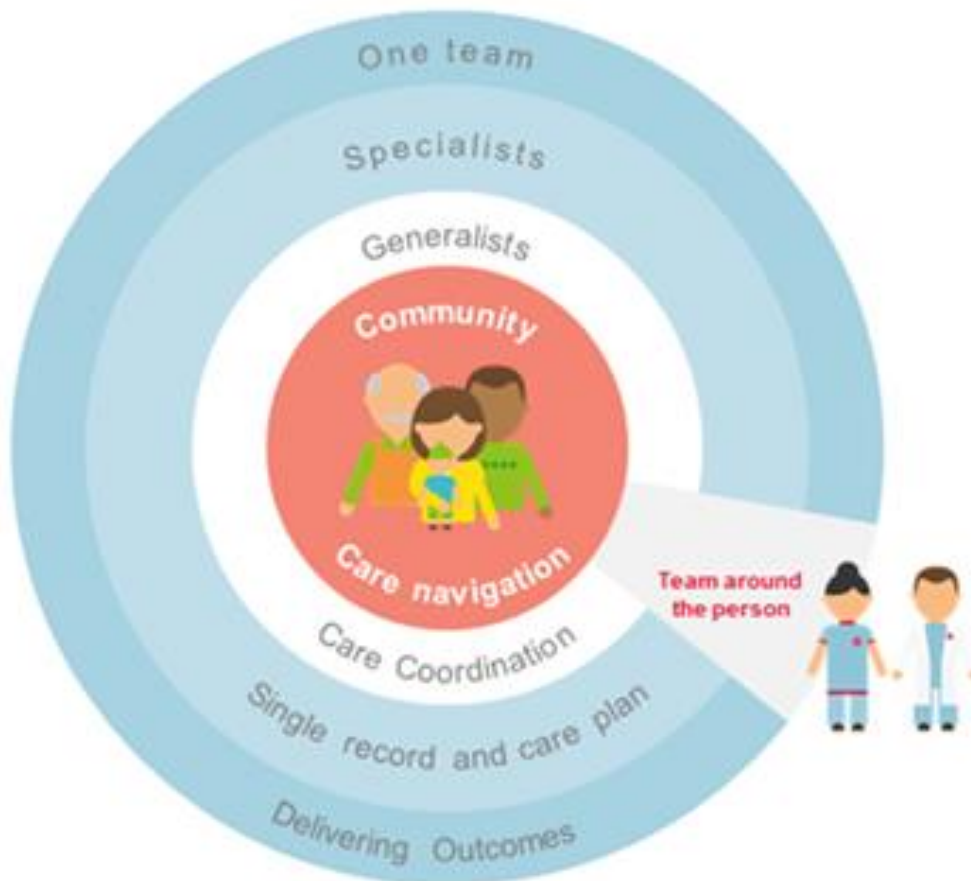 One team
Specialists
Generalists
Community
Care navigation
Team around
the person
Care Coordination
Single record and care plan
Delivering Outcomes